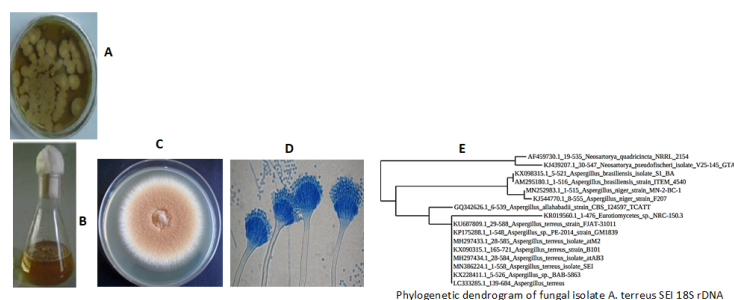 A
B
C
D
E
AF459730.1_19-535_Neosartorya_quadricincta_NRRL_2154
KJ439207.1_30-547_Neosartorya_pseudofischeri_isolate_V25-145_GTA
KX098315.1_5-521_Aspergillus_brasiliensis_isolate_S1_BA
AM295180.1_1-516_Aspergillus_brasiliensis_strain_ITEM_4540
MN252983.1_1-515_Aspergillus_niger_strain_MN-2-BC-1
KJ544770.1_8-555_Aspergillus_niger_strain_F207
GQ342626.1_6-539_Aspergillus_allahabadii_strain_CBS_124597_TCATT
KR019560.1_1-476_Eurotiomycetes_sp._NRC-150.3
KU687809.1_29-588_Aspergillus_terreus_strain_FJAT-31011
KP175288.1_1-548_Aspergillus_sp._PE-2014_strain_GM1839
MH297433.1_28-585_Aspergillus_terreus_isolate_atM2
KX090315.1_165-721_Aspergillus_terreus_strain_B101
MH297434.1_28-584_Aspergillus_terreus_isolate_atAB3
MN386224.1_1-558_Aspergillus_terreus_isolate_SEI
KX228411.1_5-526_Aspergillus_sp._BAB-5863
LC333285.1_139-684_Aspergillus_terreus
Phylogenetic dendrogram of fungal isolate A. terreus SEI 18S rDNA